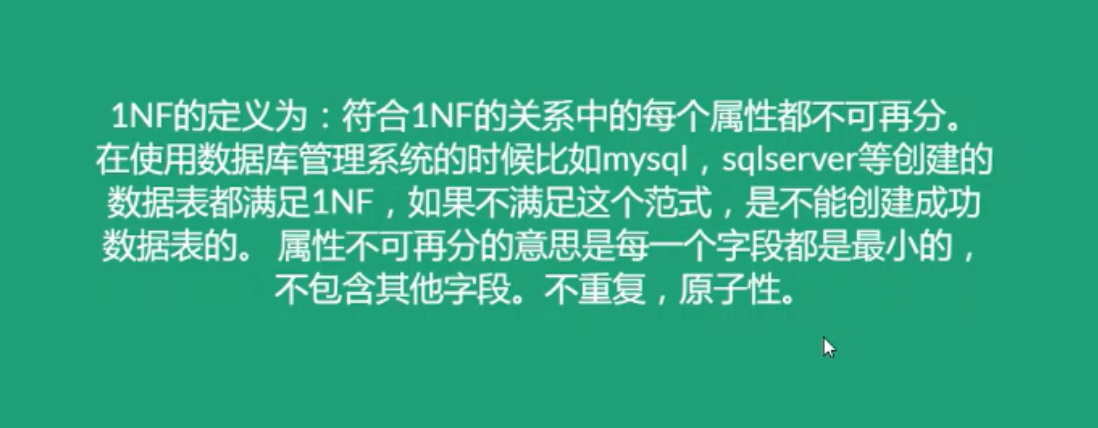 1NF的定义为：符合1NF的关系中的每个属性都不可再分。
在使用数据库管理系统的时候比如mysql，sqlserver等创建的
数据表都满足1NF，如果不满足这个范式，是不能创建成功
数据表的。 属性不可再分的意思是每一个字段都是最小的，
不包含其他字段。不重复，原子性。